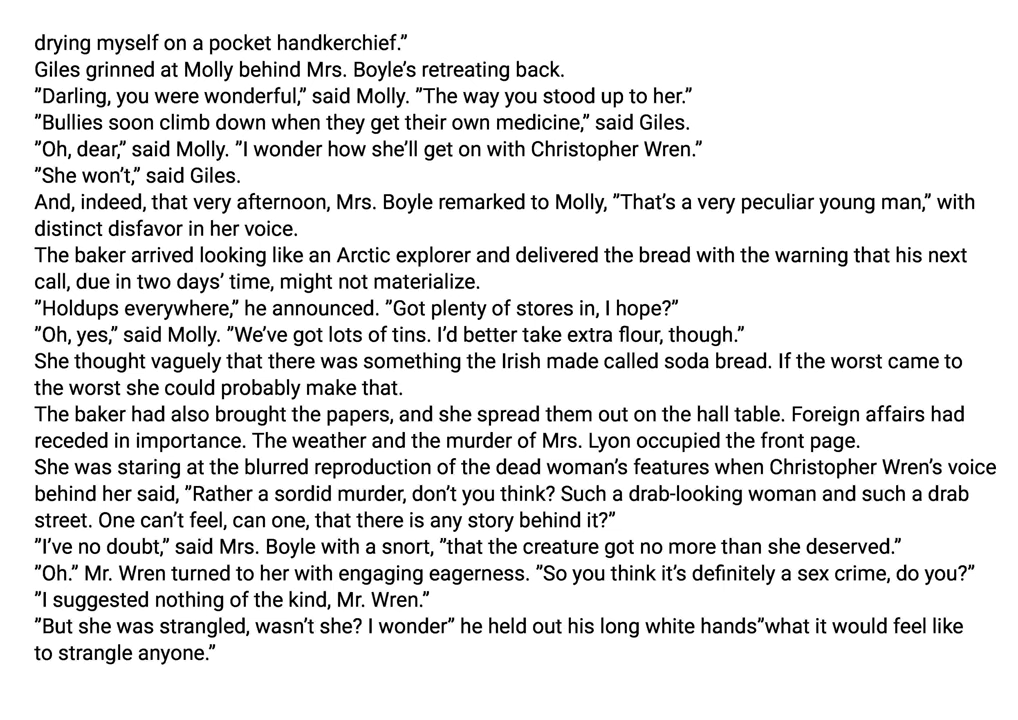 drying myself on a pocket handkerchief.”
Giles grinned at Molly behind Mrs. Boyle’s retreating back.
”Darling, you were wonderful,” said Molly. ”The way you stood up to her.”
”Bullies soon climb down when they get their own medicine,” said Giles.
”Oh, dear,” said Molly. ”I wonder how she’ll get on with Christopher Wren.”
”She won’t,” said Giles.
And, indeed, that very afternoon, Mrs. Boyle remarked to Molly, ”That’s a very peculiar young man,” with
distinct disfavor in her voice.
The baker arrived looking like an Arctic explorer and delivered the bread with the warning that his next
call, due in two days’ time, might not materialize.
”Holdups everywhere,” he announced. ”Got plenty of stores in, I hope?”
”Oh, yes,” said Molly. ”We’ve got lots of tins. I’d better take extra flour, though.”
She thought vaguely that there was something the Irish made called soda bread. If the worst came to
the worst she could probably make that.
The baker had also brought the papers, and she spread them out on the hall table. Foreign affairs had
receded in importance. The weather and the murder of Mrs. Lyon occupied the front page.
She was staring at the blurred reproduction of the dead woman’s features when Christopher Wren’s voice
behind her said, ”Rather a sordid murder, don’t you think? Such a drab-looking woman and such a drab
street. One can’t feel, can one, that there is any story behind it?”
”I’ve no doubt,” said Mrs. Boyle with a snort, ”that the creature got no more than she deserved.”
”Oh.” Mr. Wren turned to her with engaging eagerness. ”So you think it’s definitely a sex crime, do you?”
”I suggested nothing of the kind, Mr. Wren.”
”But she was strangled, wasn’t she? I wonder” he held out his long white hands”what it would feel like
to strangle anyone.”